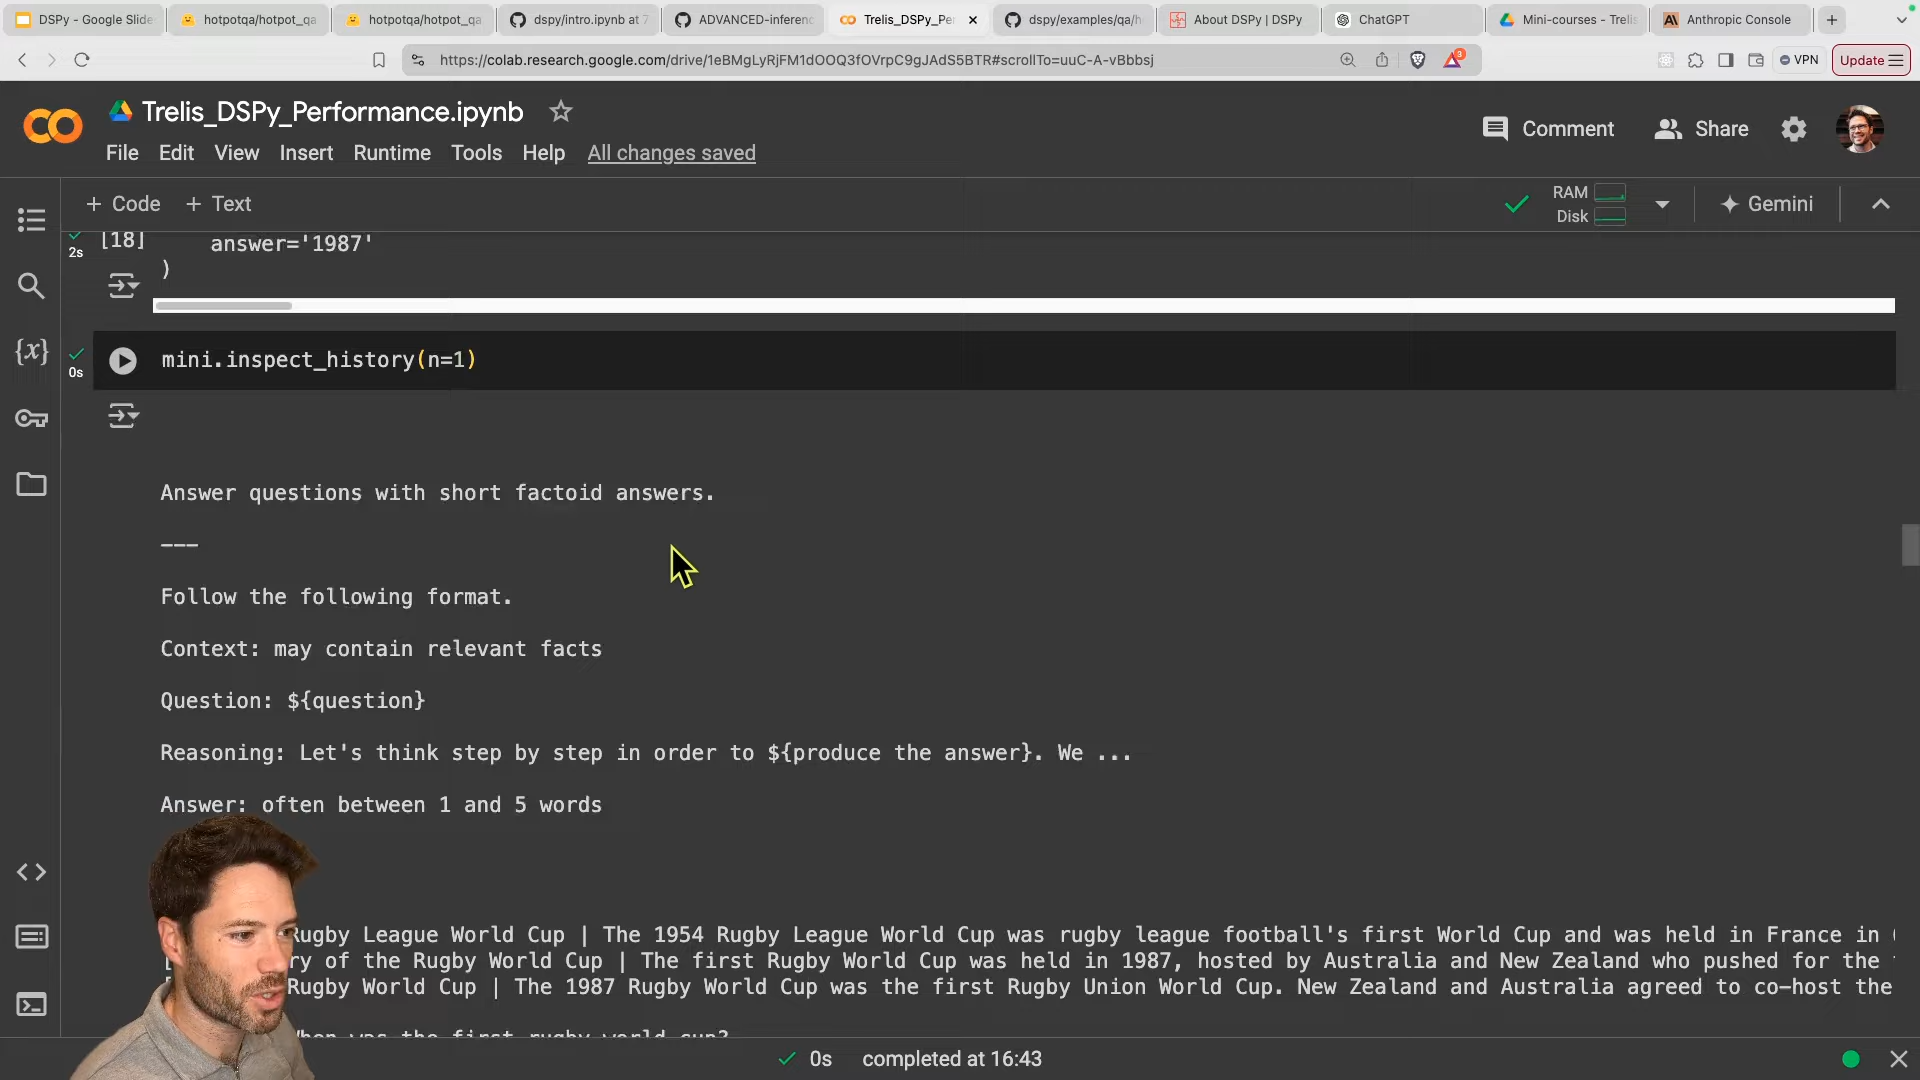 DSPy - Google Slide
hotpotqa/hotpot_qa
hotpotqa/hotpot_qa
dspy/intro.ipynb at 7
ADVANCED-inferenc
Trelis_DSPy_Pe
dspy/examples/qa/h
About DSPy | DSPy
ChatGPT
Mini-courses - Trelis
Anthropic Console
https://colab.research.google.com/drive/1eBMgLyRjFM1dOOQ3fOVrpC9gJAdS5BTR#scrollTo=uuC-A-vBbbsj
3
VPN
Update
Trelis_DSPy_Performance.ipynb
Comment
Share
File Edit View Insert Runtime Tools Help All changes saved
+ Code + Text
RAM
Disk
Gemini
2s
[18] answer='1987'
)
{x}
0s
mini.inspect_history(n=1)
Answer questions with short factoid answers.
---
Follow the following format.
Context: may contain relevant facts
Question: ${question}
Reasoning: Let's think step by step in order to ${produce the answer}. We ...
Answer: often between 1 and 5 words
Rugby League World Cup | The 1954 Rugby League World Cup was rugby league football's first World Cup and was held in France in
ry of the Rugby World Cup | The first Rugby World Cup was held in 1987, hosted by Australia and New Zealand who pushed for the
Rugby World Cup | The 1987 Rugby World Cup was the first Rugby Union World Cup. New Zealand and Australia agreed to co-host the
When was the first rugby world cup?
0s completed at 16:43